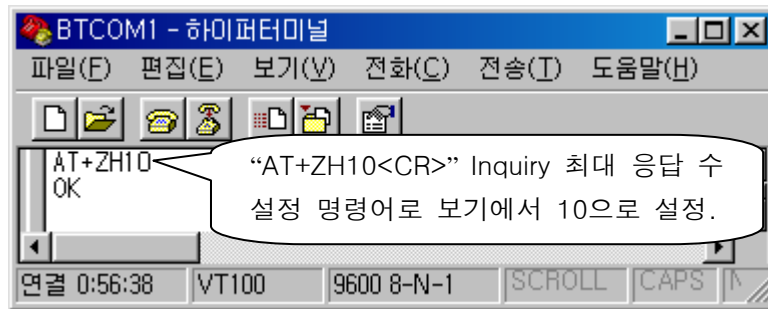 BTCOM1 - 하이퍼터미널
파일(F) 편집(E) 보기(V) 전화(C) 전송(T) 도움말(H)
AT+ZH10
OK
“AT+ZH10<CR>” Inquiry 최대 응답 수
설정 명령어로 보기에서 10으로 설정.
연결 0:56:38 VT100 9600 8-N-1 SCROLL CAPS